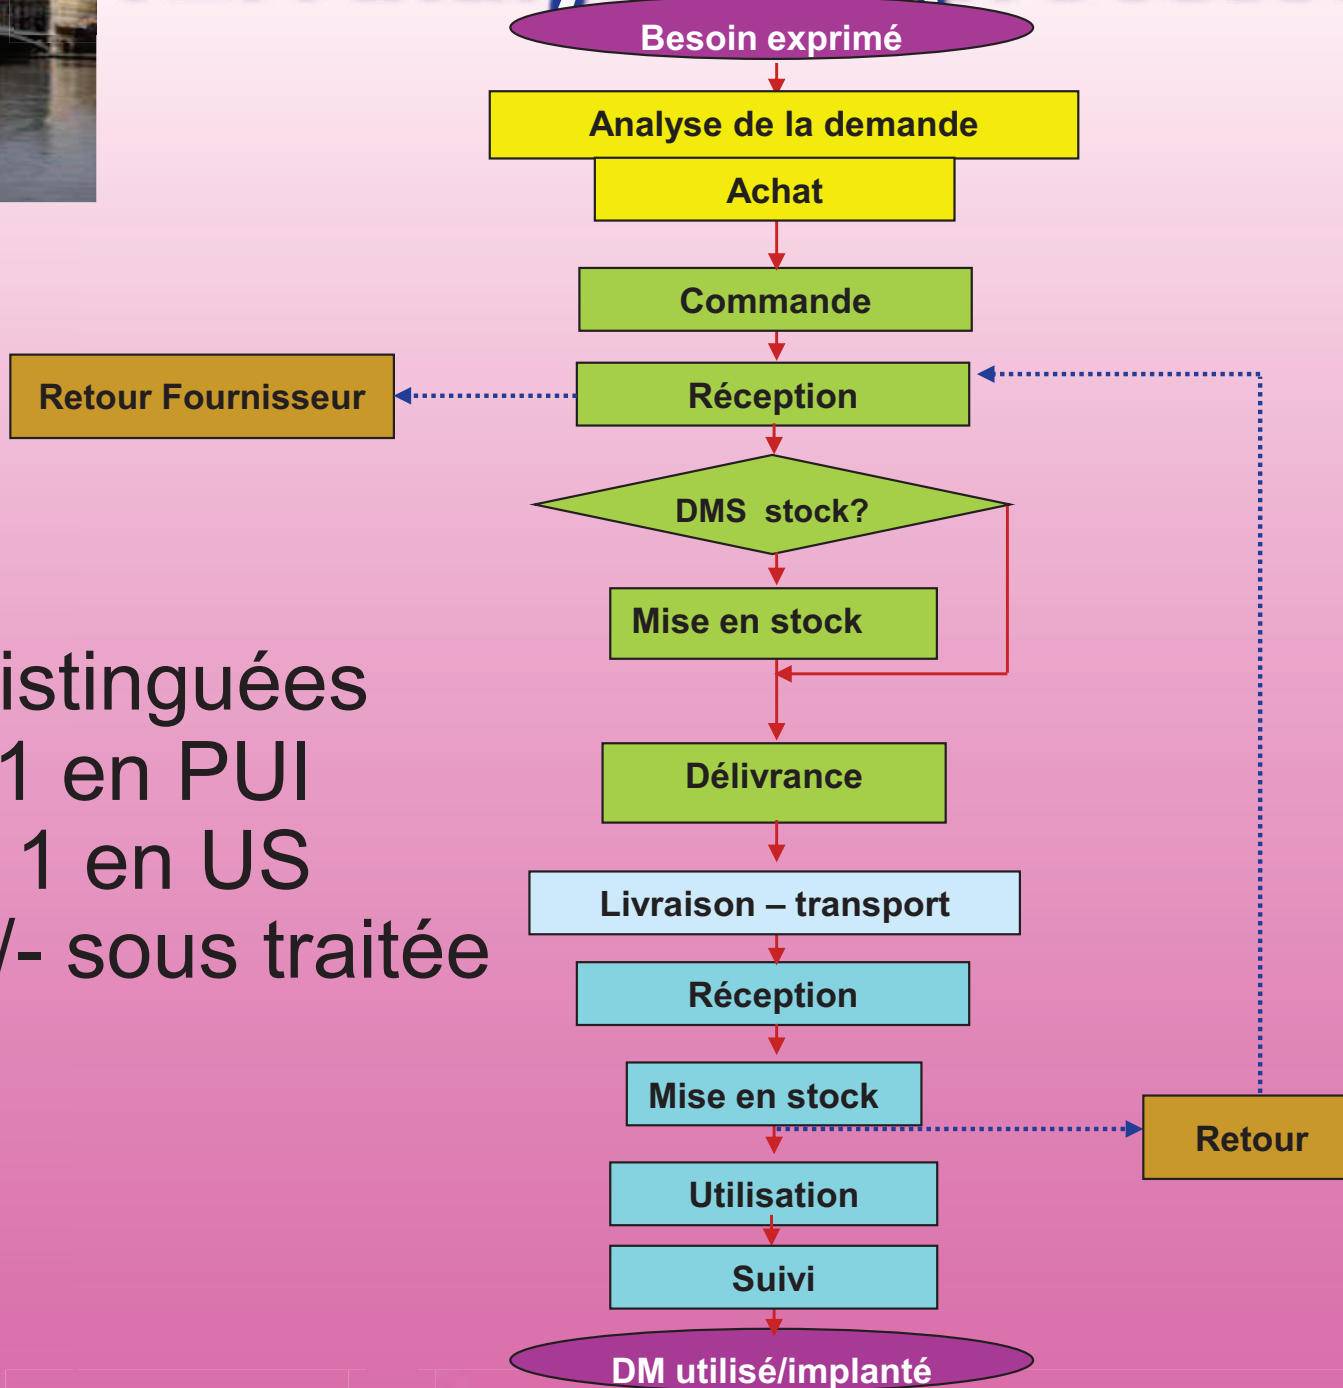 Besoin exprimé
Analyse de la demande
Achat
Commande
Retour Fournisseur
Réception
DMS stock?
Mise en stock
istinguées
1 en PUI
1 en US
/- sous traitée
Délivrance
Livraison – transport
Réception
Mise en stock
Retour
Utilisation
Suivi
DM utilisé/implanté